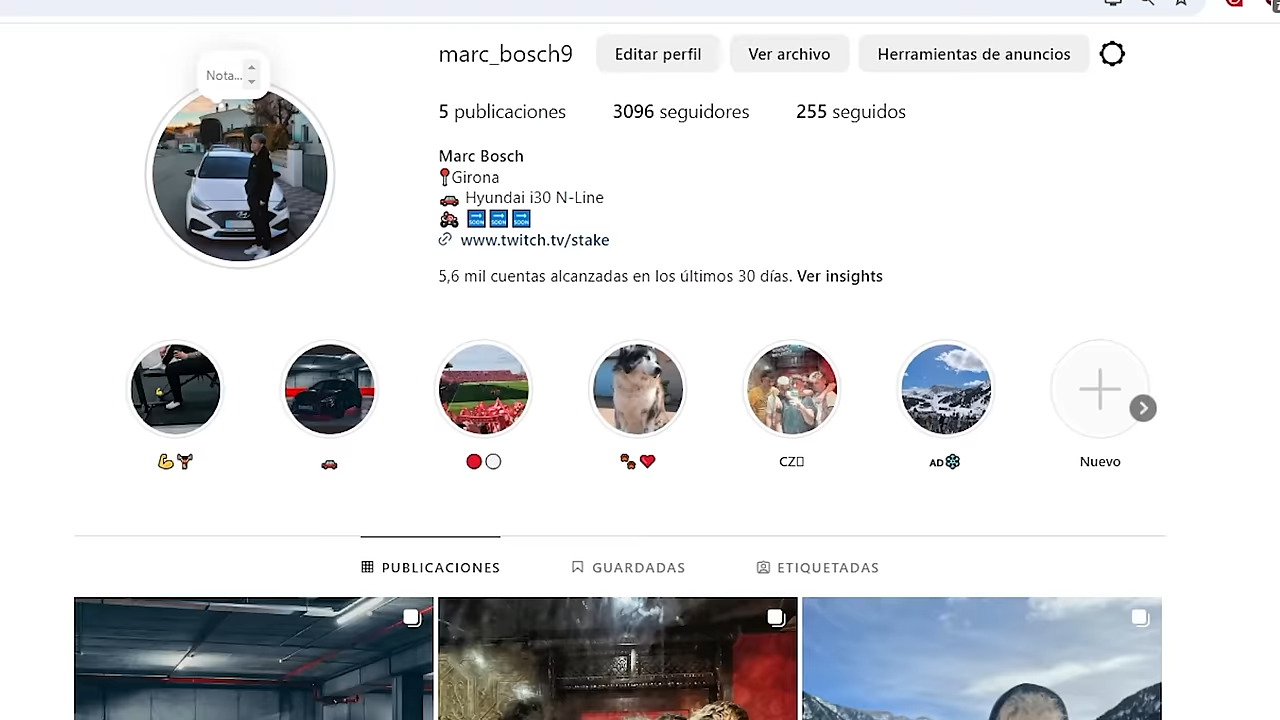 Nota...
marc_bosch9
Editar perfil
Ver archivo
Herramientas de anuncios
5 publicaciones
3096 seguidores
255 seguidos
Marc Bosch
📍Girona
🚗 Hyundai i30 N-Line
🏍 🔜🔜🔜
www.twitch.tv/stake
5,6 mil cuentas alcanzadas en los últimos 30 días. Ver insights
CZ
AD❄
Nuevo
PUBLICACIONES
GUARDADAS
ETIQUETADAS